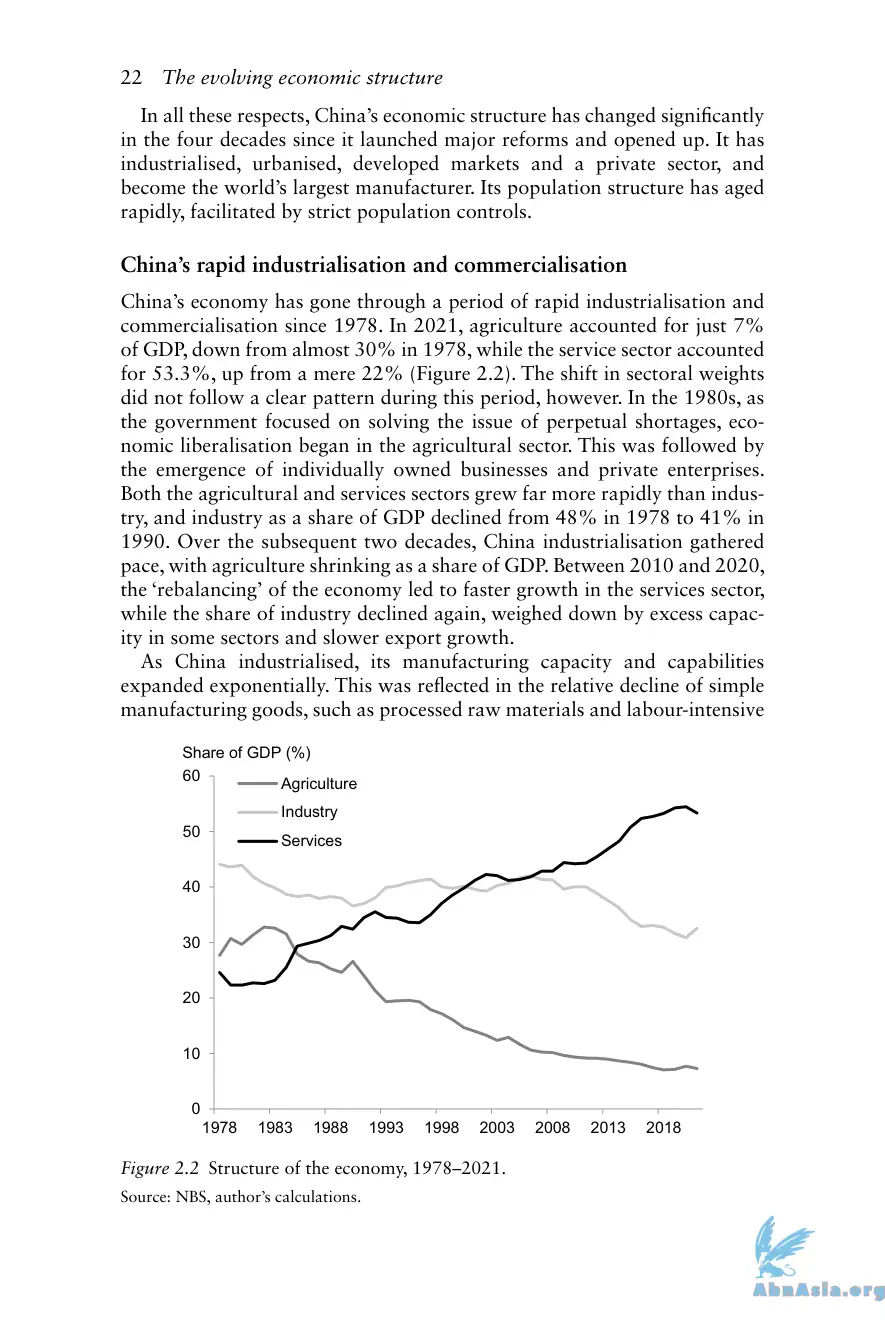 22 The evolving economic structure
In all these respects, China's economic structure has changed significantly
in the four decades since it launched major reforms and opened up. It has
industrialised, urbanised, developed markets and a private sector, and
become the world's largest manufacturer. Its population structure has aged
rapidly, facilitated by strict population controls.
China's rapid industrialisation and commercialisation
China's economy has gone through a period of rapid industrialisation and
commercialisation since 1978. In 2021, agriculture accounted for just 7%
of GDP, down from almost 30% in 1978, while the service sector accounted
for 53.3%, up from a mere 22% (Figure 2.2). The shift in sectoral weights
did not follow a clear pattern during this period, however. In the 1980s, as
the government focused on solving the issue of perpetual shortages, eco-
nomic liberalisation began in the agricultural sector. This was followed by
the emergence of individually owned businesses and private enterprises.
Both the agricultural and services sectors grew far more rapidly than indus-
try, and industry as a share of GDP declined from 48% in 1978 to 41% in
1990. Over the subsequent two decades, China industrialisation gathered
pace, with agriculture shrinking as a share of GDP. Between 2010 and 2020,
the ‘rebalancing’ of the economy led to faster growth in the services sector,
while the share of industry declined again, weighed down by excess capac-
ity in some sectors and slower export growth.
As China industrialised, its manufacturing capacity and capabilities
expanded exponentially. This was reflected in the relative decline of simple
manufacturing goods, such as processed raw materials and labour-intensive
Share of GDP (%)
60
Agriculture
Industry
50
Services
40
30
20
10
0
1978 1983 1988 1993 1998 2003 2008 2013 2018
Figure 2.2 Structure of the economy, 1978–2021.
Source: NBS, author's calculations.
AbnAsia.org